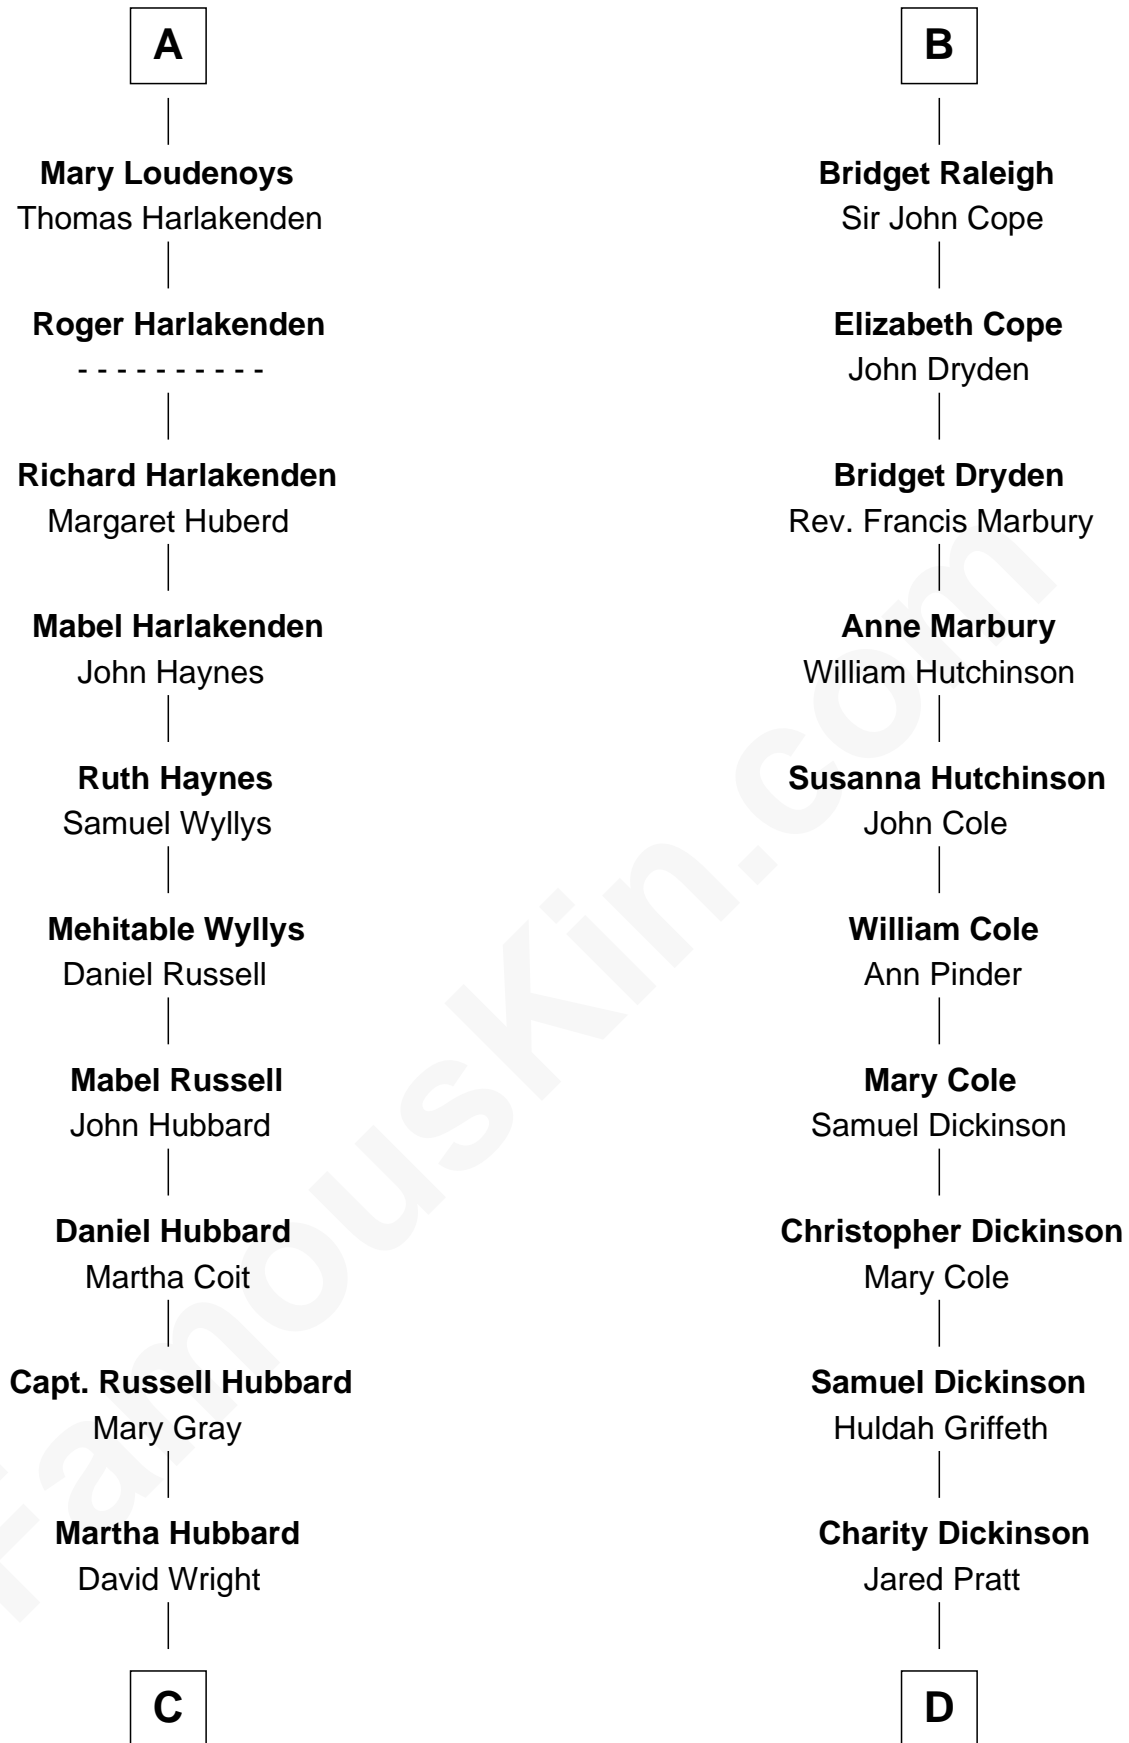 A
Mary Loudenoys
Thomas Harlakenden
Roger Harlakenden
- - - - - - - - - -
Richard Harlakenden
Margaret Huberd
Mabel Harlakenden
John Haynes
Ruth Haynes
Samuel Wyllys
Mehitable Wyllys
Daniel Russell
Mabel Russell
John Hubbard
Daniel Hubbard
Martha Coit
Capt. Russell Hubbard
Mary Gray
Martha Hubbard
David Wright
C
B
Bridget Raleigh
Sir John Cope
Elizabeth Cope
John Dryden
Bridget Dryden
Rev. Francis Marbury
Anne Marbury
William Hutchinson
Susanna Hutchinson
John Cole
William Cole
Ann Pinder
Mary Cole
Samuel Dickinson
Christopher Dickinson
Mary Cole
Samuel Dickinson
Huldah Griffeth
Charity Dickinson
Jared Pratt
D
FamousKin.com